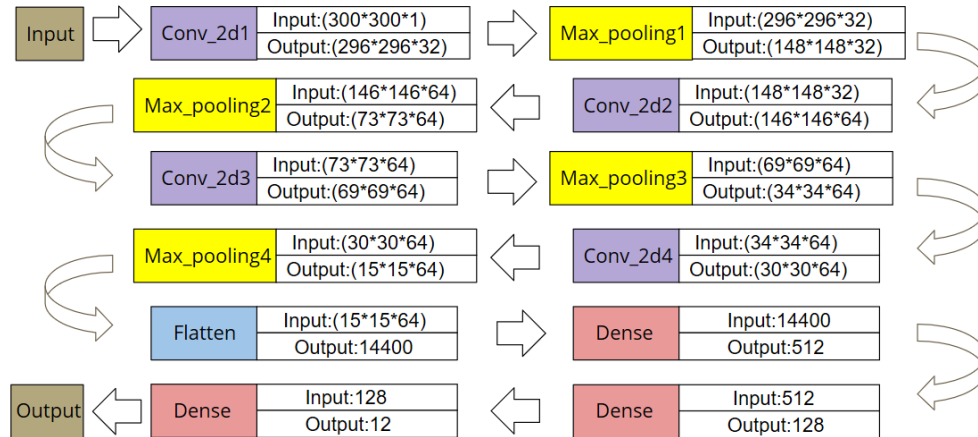 Input
Conv_2d1
Input:(300*300*1)
Output:(296*296*32)
Max_pooling1
Input:(296*296*32)
Output:(148*148*32)
Max_pooling2
Input:(146*146*64)
Output:(73*73*64)
Conv_2d2
Input:(148*148*32)
Output:(146*146*64)
Conv_2d3
Input:(73*73*64)
Output:(69*69*64)
Max_pooling3
Input:(69*69*64)
Output:(34*34*64)
Max_pooling4
Input:(30*30*64)
Output:(15*15*64)
Conv_2d4
Input:(34*34*64)
Output:(30*30*64)
Flatten
Input:(15*15*64)
Output:14400
Dense
Input:14400
Output:512
Output
Dense
Input:128
Output:12
Dense
Input:512
Output:128